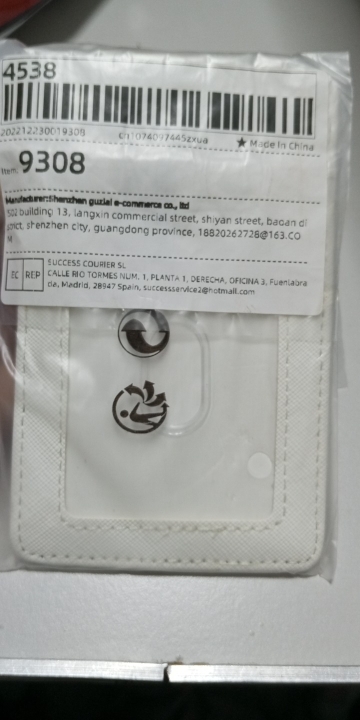 4538
202212230019308
★ Made In China
Item: 9308
Manufacturer:Shenzhen guxiai e-commerce co., ltd
502 building 13, langxin commercial street, shiyan street, baoan di
strict, shenzhen city, guangdong province, 18820262728@163.CO
M
EC REP
SUCCESS COURIER SL
CALLE RIO TORMES NUM. 1, PLANTA 1, DERECHA, OFICINA 3, Fuenlabra
da, Madrid, 28947 Spain, successservice2@hotmail.com